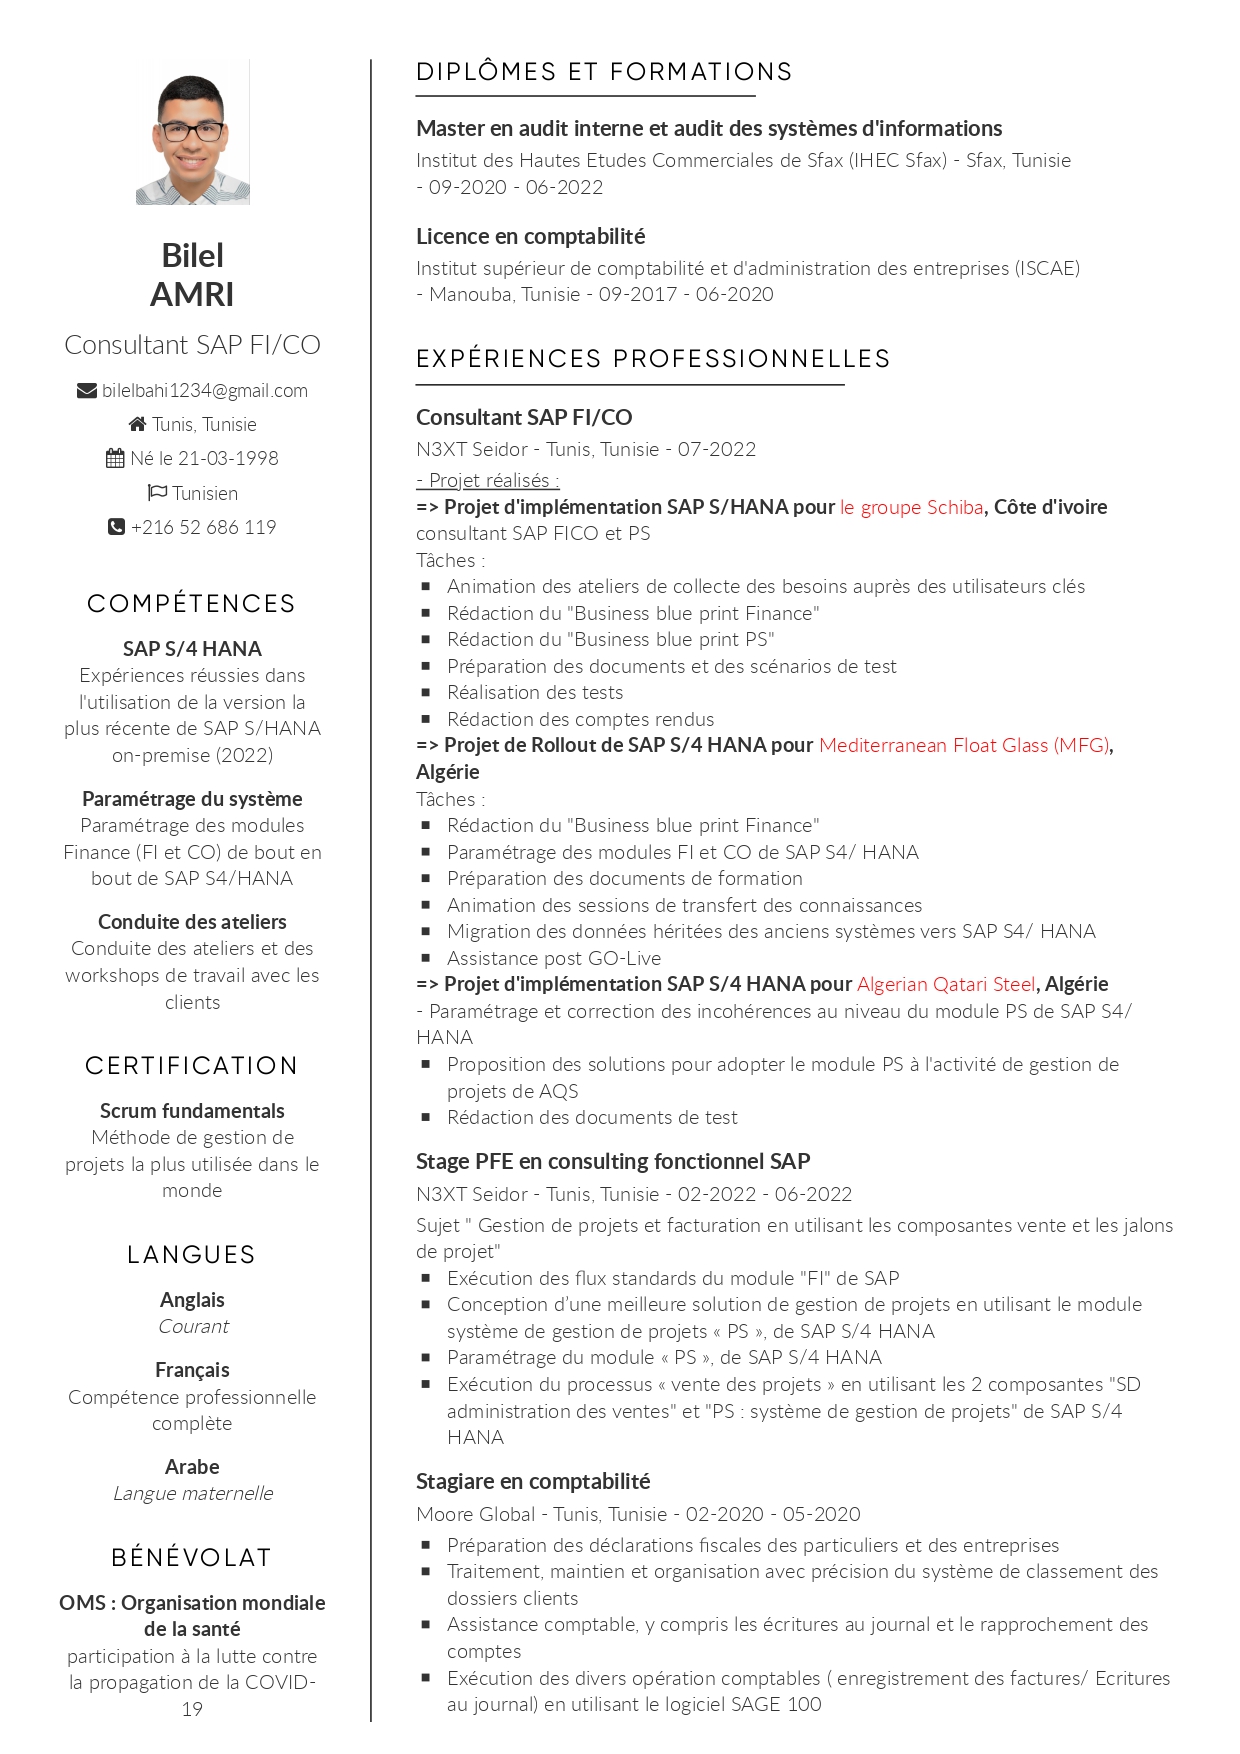 Bilel
AMRI
Consultant SAP FI/CO
bilelbahi1234@gmail.com
Tunis, Tunisie
Né le 21-03-1998
Tunisien
+216 52 686 119
COMPÉTENCES
SAP S/4 HANA
Expériences réussies dans
l'utilisation de la version la
plus récente de SAP S/HANA
on-premise (2022)
Paramétrage du système
Paramétrage des modules
Finance (FI et CO) de bout en
bout de SAP S4/HANA
Conduite des ateliers
Conduite des ateliers et des
workshops de travail avec les
clients
CERTIFICATION
Scrum fundamentals
Méthode de gestion de
projets la plus utilisée dans le
monde
LANGUES
Anglais
Courant
Français
Compétence professionnelle
complète
Arabe
Langue maternelle
BÉNÉVOLAT
OMS : Organisation mondiale
de la santé
participation à la lutte contre
la propagation de la COVID-
19
DIPLÔMES ET FORMATIONS
Master en audit interne et audit des systèmes d'informations
Institut des Hautes Etudes Commerciales de Sfax (IHEC Sfax) - Sfax, Tunisie
- 09-2020 - 06-2022
Licence en comptabilité
Institut supérieur de comptabilité et d'administration des entreprises (ISCAE)
- Manouba, Tunisie - 09-2017 - 06-2020
EXPÉRIENCES PROFESSIONNELLES
Consultant SAP FI/CO
N3XT Seidor - Tunis, Tunisie - 07-2022
- Projet réalisés :
=> Projet d'implémentation SAP S/HANA pour le groupe Schiba, Côte d'ivoire
consultant SAP FICO et PS
Tâches :
▪ Animation des ateliers de collecte des besoins auprès des utilisateurs clés
▪ Rédaction du "Business blue print Finance"
▪ Rédaction du "Business blue print PS"
▪ Préparation des documents et des scénarios de test
▪ Réalisation des tests
▪ Rédaction des comptes rendus
=> Projet de Rollout de SAP S/4 HANA pour Mediterranean Float Glass (MFG),
Algérie
Tâches :
▪ Rédaction du "Business blue print Finance"
▪ Paramétrage des modules FI et CO de SAP S4/ HANA
▪ Préparation des documents de formation
▪ Animation des sessions de transfert des connaissances
▪ Migration des données héritées des anciens systèmes vers SAP S4/ HANA
▪ Assistance post GO-Live
=> Projet d'implémentation SAP S/4 HANA pour Algerian Qatari Steel, Algérie
- Paramétrage et correction des incohérences au niveau du module PS de SAP S4/
HANA
▪ Proposition des solutions pour adopter le module PS à l'activité de gestion de
projets de AQS
▪ Rédaction des documents de test
Stage PFE en consulting fonctionnel SAP
N3XT Seidor - Tunis, Tunisie - 02-2022 - 06-2022
Sujet " Gestion de projets et facturation en utilisant les composantes vente et les jalons
de projet"
▪ Exécution des flux standards du module "FI" de SAP
▪ Conception d’une meilleure solution de gestion de projets en utilisant le module
système de gestion de projets « PS », de SAP S/4 HANA
▪ Paramétrage du module « PS », de SAP S/4 HANA
▪ Exécution du processus « vente des projets » en utilisant les 2 composantes "SD
administration des ventes" et "PS : système de gestion de projets" de SAP S/4
HANA
Stagiare en comptabilité
Moore Global - Tunis, Tunisie - 02-2020 - 05-2020
▪ Préparation des déclarations fiscales des particuliers et des entreprises
▪ Traitement, maintien et organisation avec précision du système de classement des
dossiers clients
▪ Assistance comptable, y compris les écritures au journal et le rapprochement des
comptes
▪ Exécution des divers opération comptables ( enregistrement des factures/ Ecritures
au journal) en utilisant le logiciel SAGE 100